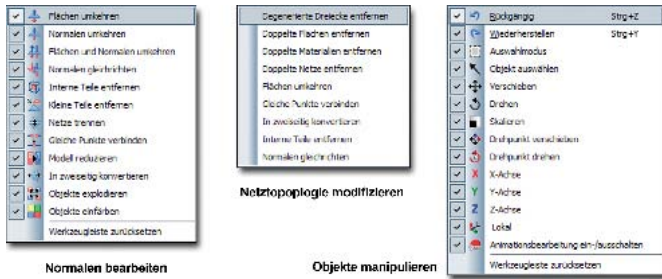 Flächen umkehren
Normalen umkehren
Flächen und Normalen umkehren
Normalen gleichrichten
Interne Teile entfernen
Kleine Teile entfernen
Netze trennen
Gleiche Punkte verbinden
Modell reduzieren
In zweiseitig konvertieren
Objekte explodieren
Objekte einfärben
Werkzeugleiste zurücksetzen
Normalen bearbeiten
Degenerierte Dreiecke entfernen
Doppelte Flächen entfernen
Doppelte Materialien entfernen
Doppelte Netze entfernen
Flächen umkehren
Gleiche Punkte verbinden
In zweiseitig konvertieren
Interne Teile entfernen
Normalen gleichrichten
Netztopoplogie modifizieren
Rückgängig Strg+Z
Wiederherstellen Strg+Y
Auswahlmodus
Objekt auswählen
Verschieben
Drehen
Skalieren
Drehpunkt verschieben
Drehpunkt drehen
X X-Achse
Y Y-Achse
Z Z-Achse
Lokal
Animationsbearbeitung ein-/ausschalten
Werkzeugleiste zurücksetzen
Objekte manipulieren